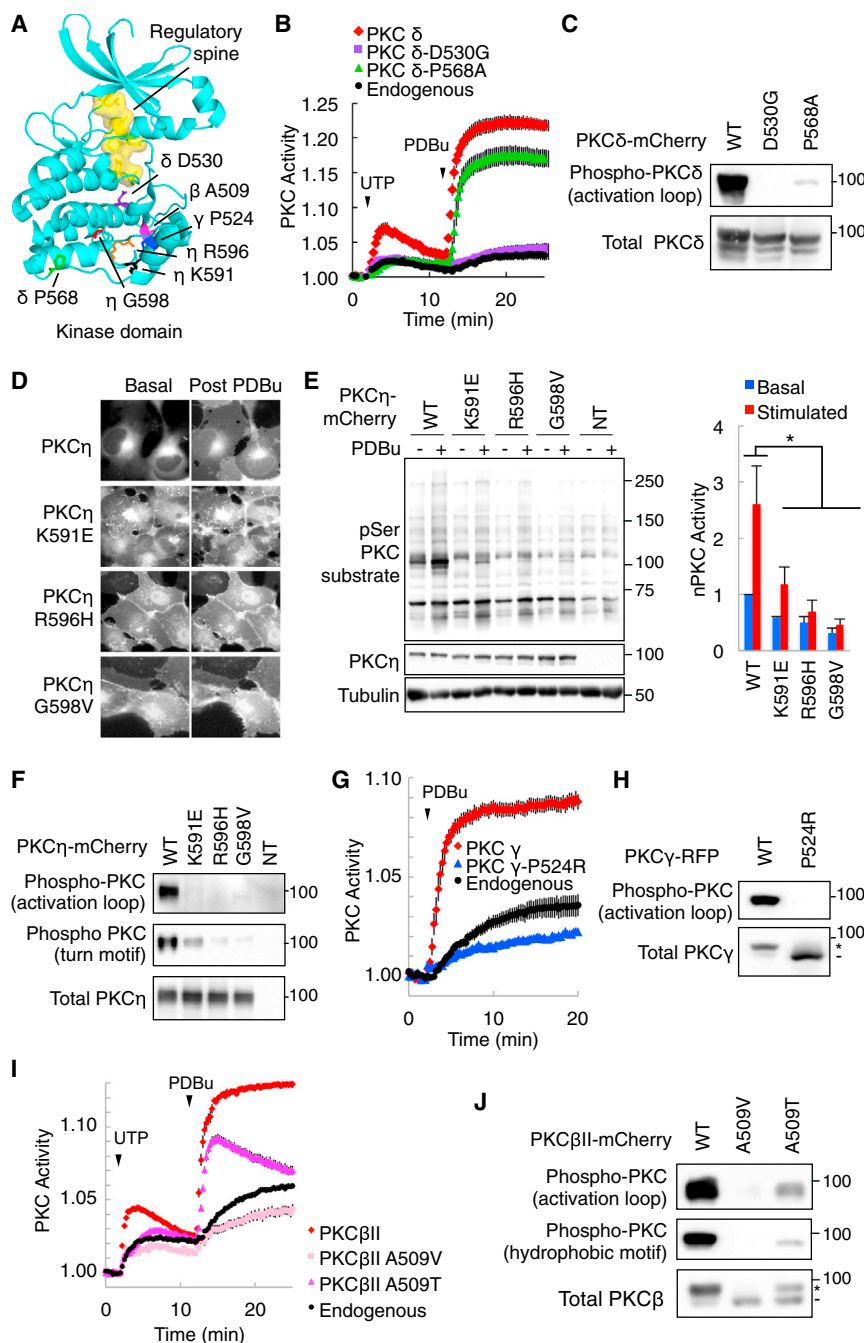 A
Regulatory
spine
δ D530
β A509
γ P524
η R596
η K591
η G598
δ P568
Kinase domain
B
PKC δ
PKC δ-D530G
PKC δ-P568A
Endogenous
PKC Activity
1.25
1.20
1.15
1.10
1.05
1.00
UTP
PDBu
0
10
20
Time (min)
C
PKCδ-mCherry
WT
D530G
P568A
Phospho-PKCδ
(activation loop)
100
Total PKCδ
100
D
Basal
Post PDBu
PKCη
PKCη
K591E
PKCη
R596H
PKCη
G598V
E
PKCη-
mCherry
WT
K591E
R596H
G598V
NT
PDBu
- + - + - + - + - +
pSer
PKC
substrate
250
150
100
75
PKCη
100
Tubulin
50
Basal
Stimulated
*
nPKC Activity
4
3
2
1
0
WT
K591E
R596H
G598V
F
PKCη-mCherry
WT
K591E
R596H
G598V
NT
Phospho-PKC
(activation loop)
100
Phospho PKC
(turn motif)
100
Total PKCη
100
G
PKC Activity
1.10
1.05
1.00
PDBu
PKC γ
PKC γ-P524R
Endogenous
0
10
20
Time (min)
H
PKCγ-RFP
WT
P524R
Phospho-PKC
(activation loop)
100
Total PKCγ
100
*
-
I
PKC Activity
1.10
1.05
1.00
UTP
PDBu
PKCβII
PKCβII A509V
PKCβII A509T
Endogenous
0
10
20
Time (min)
J
PKCβII-mCherry
WT
A509V
A509T
Phospho-PKC
(activation loop)
100
Phospho-PKC
(hydrophobic motif)
100
Total PKCβ
100
*
-